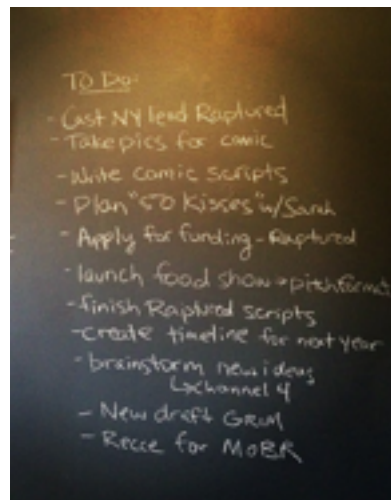 TO Do:
- Cast NY lead Raptured
- Take pics for comic
- Write comic scripts
- Plan "50 Kisses" w/Sarah
- Apply for funding - Raptured
- launch food show → pitch format
- finish Raptured scripts
- create timeline for next year
- brainstorm new ideas
↳ channel 4
- New draft GRIM
- Recce for MOBR